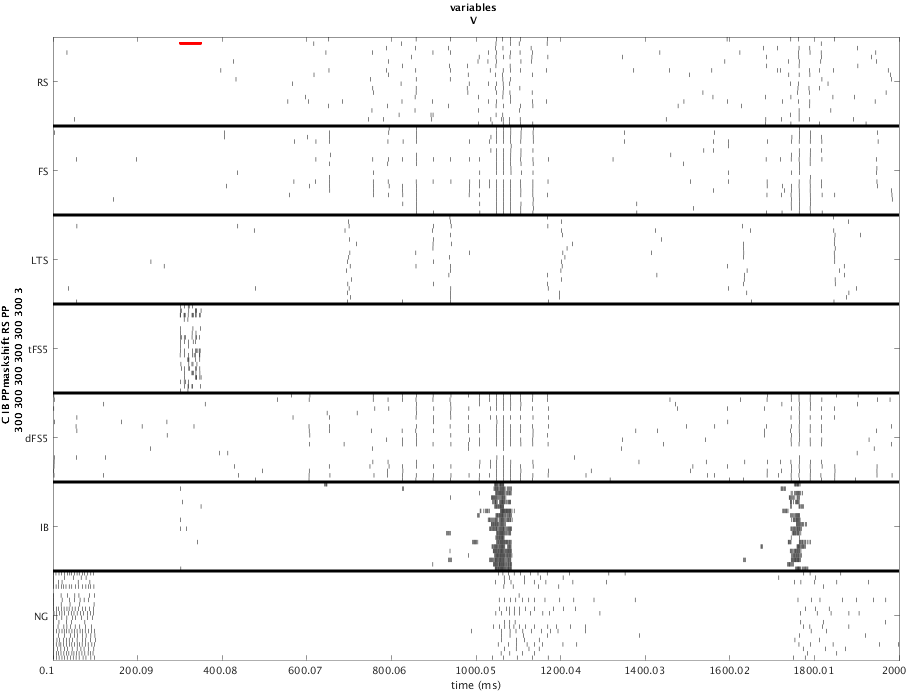 variables
V
RS
FS
LTS
tFS5
dFS5
IB
NG
C IB PPmaskshift RS PP
300 300 300 300 300 300 3
0.1 200.09 400.08 600.07 800.06 1000.05 1200.04 1400.03 1600.02 1800.01 2000
time (ms)